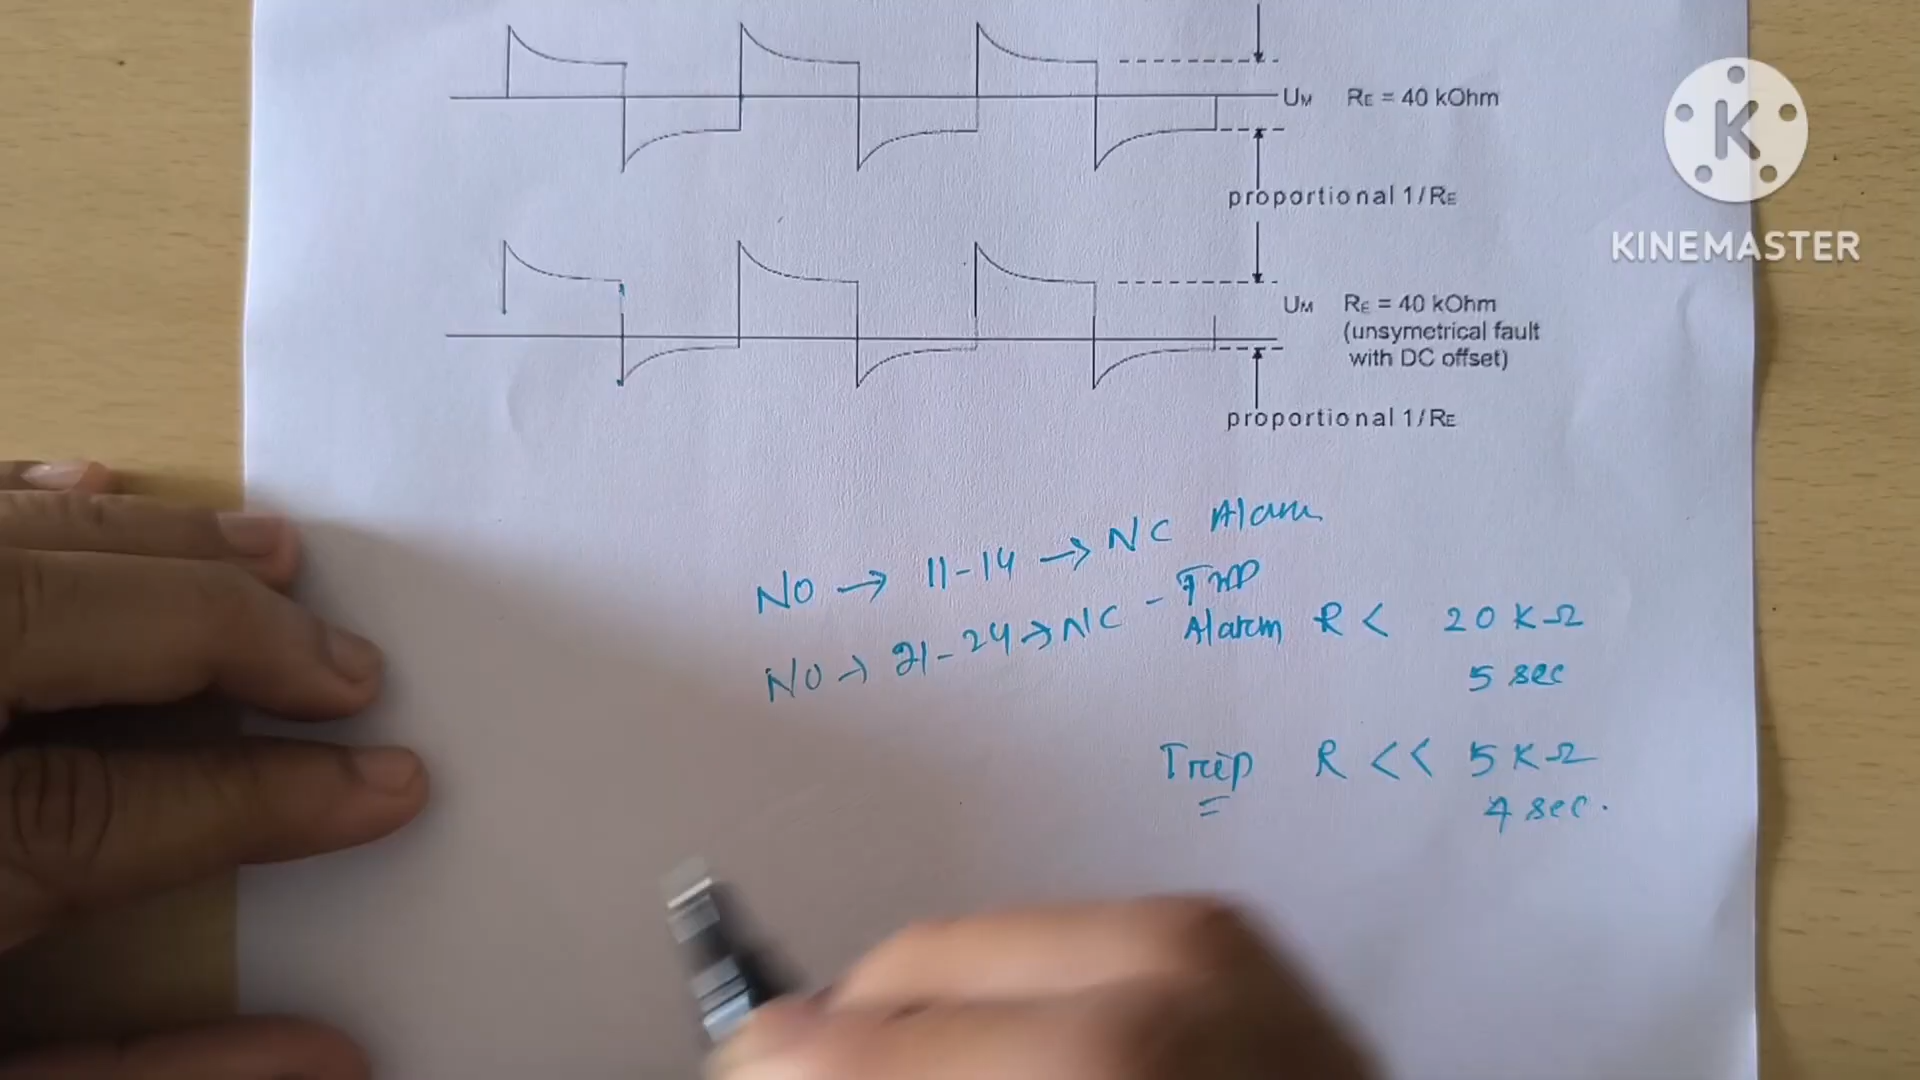 UM RE = 40 kOhm
proportional 1/RE
UM RE = 40 kOhm
(unsymetrical fault
with DC offset)
proportional 1/RE
NO → 11-14 → NC Alarm
NO → 21-24 → NC - Trip
Alarm R < 20 KΩ
5 sec
Trip R << 5 KΩ
4 sec.
K
KINEMASTER